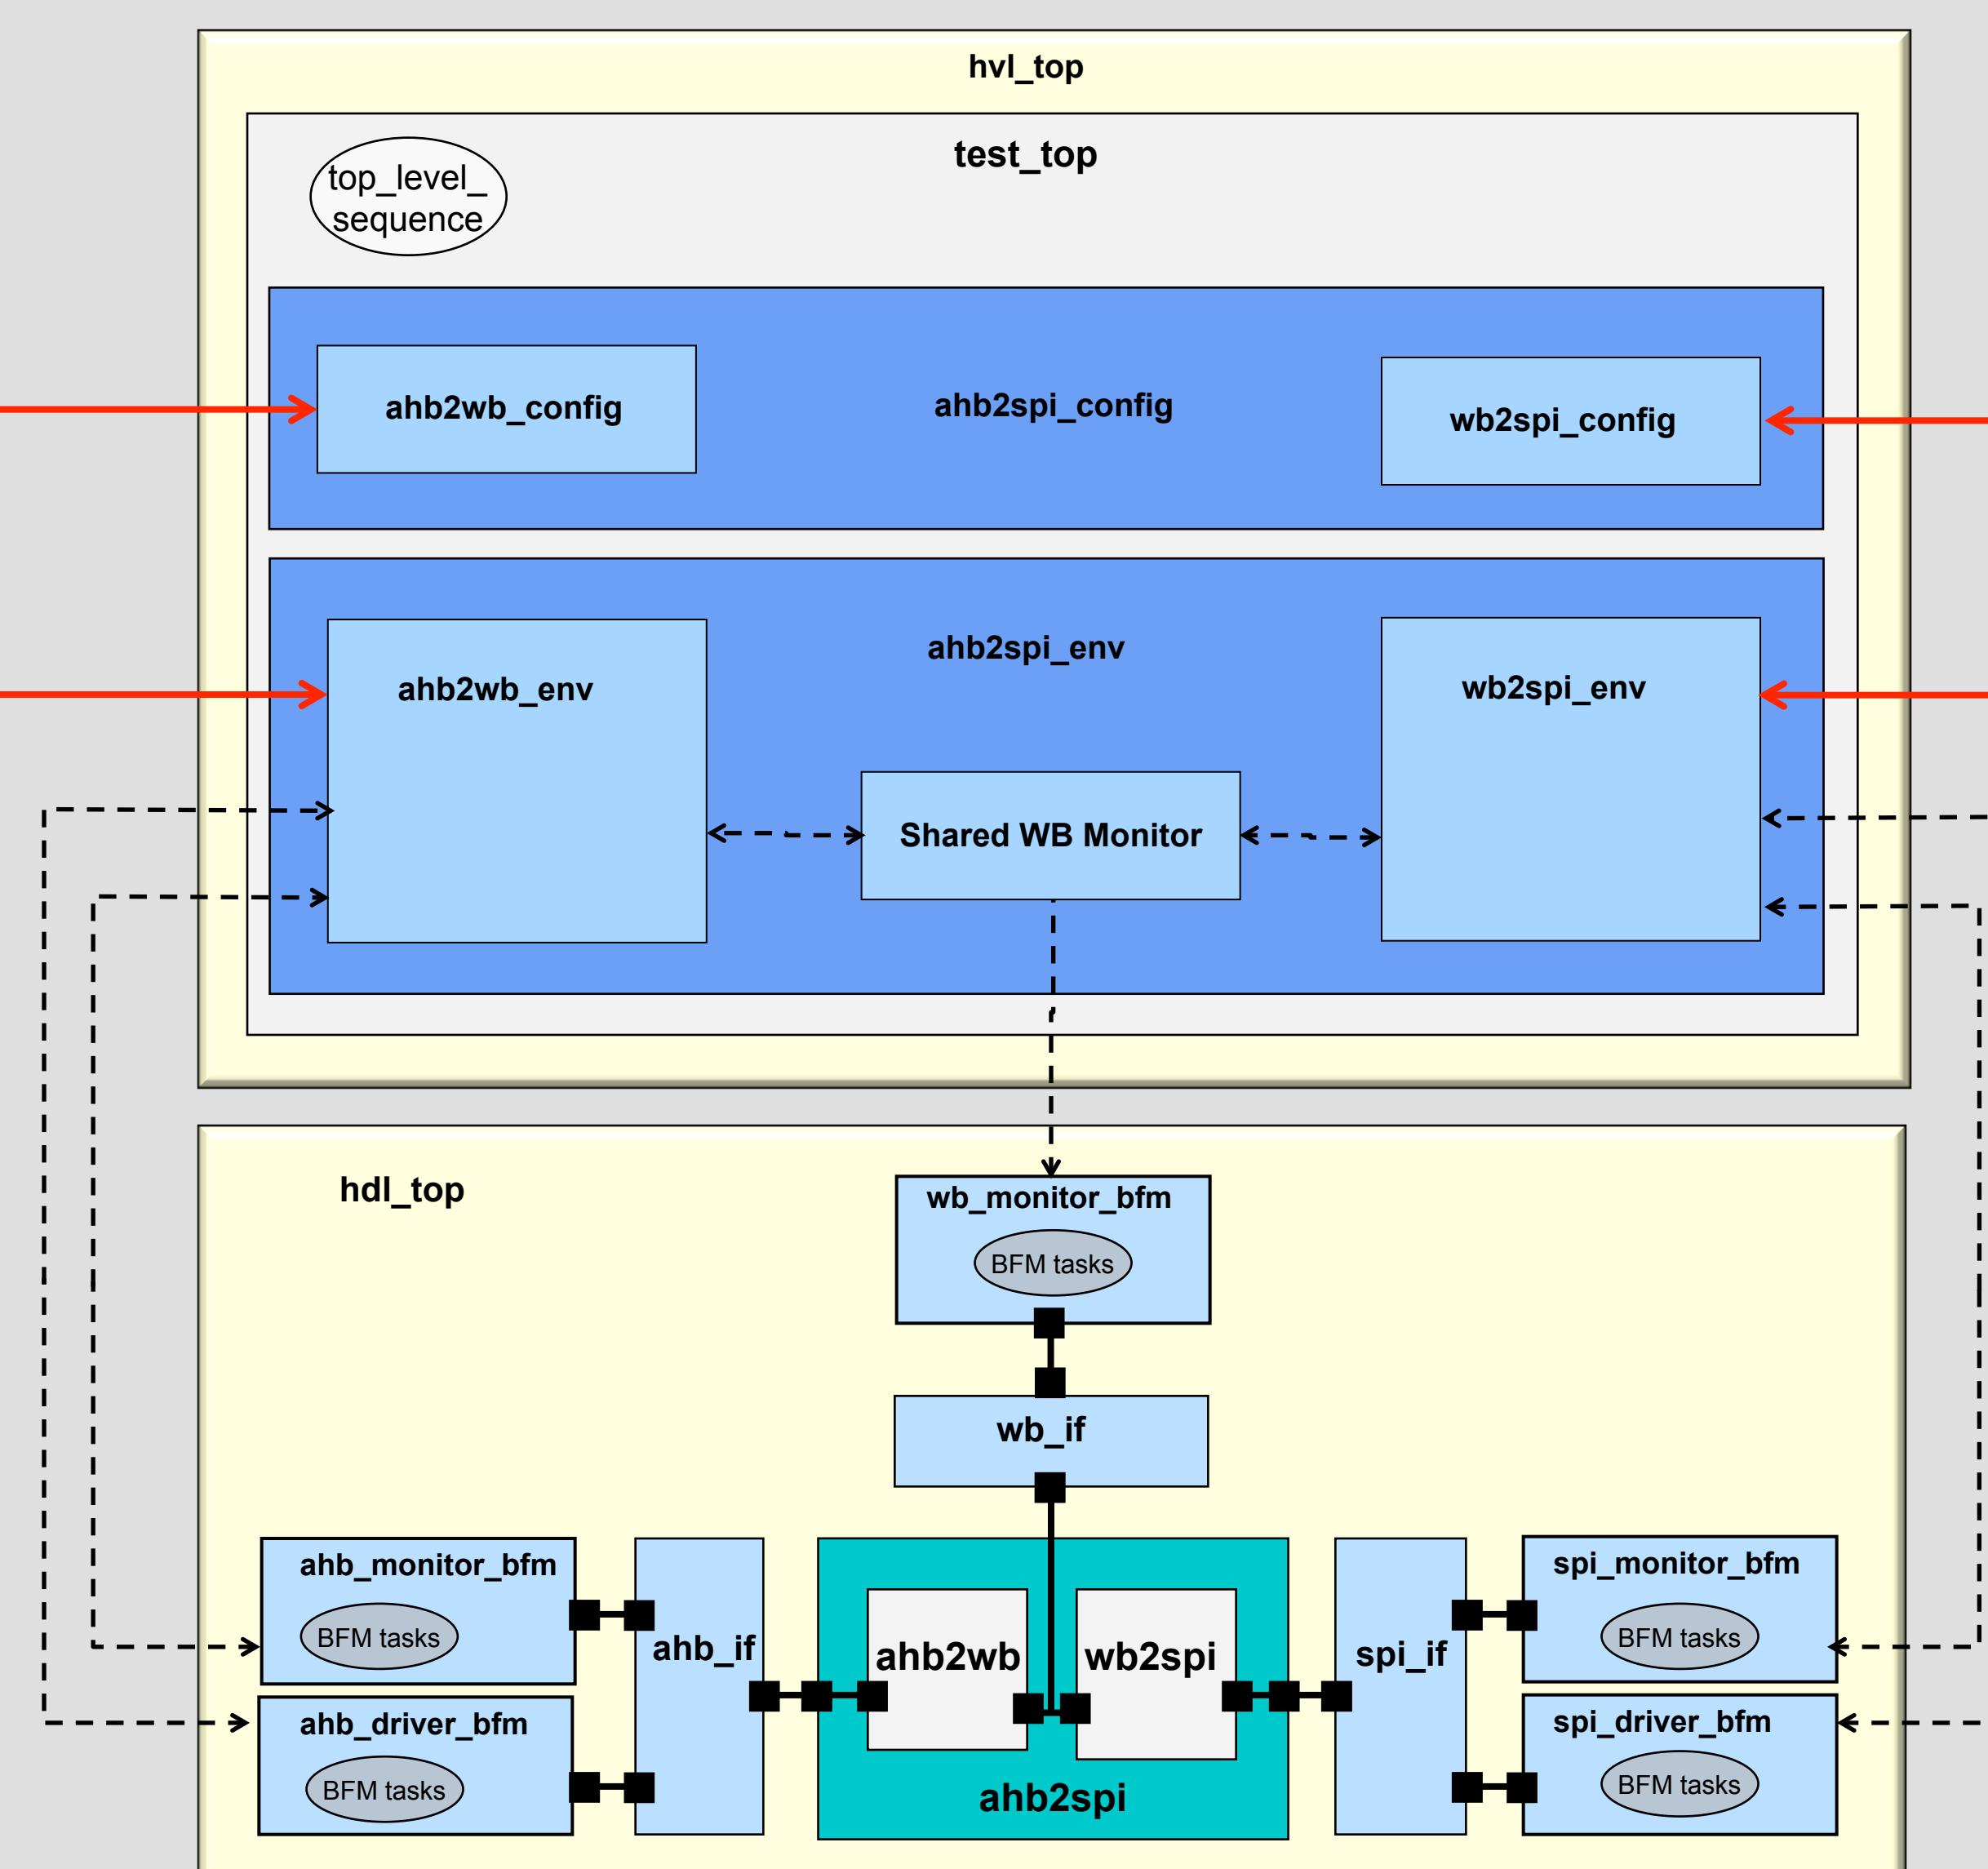 hvl_top
test_top
top_level_
sequence
ahb2wb_config
ahb2spi_config
wb2spi_config
ahb2spi_env
ahb2wb_env
wb2spi_env
Shared WB Monitor
hdl_top
wb_monitor_bfm
BFM tasks
wb_if
ahb_monitor_bfm
BFM tasks
ahb_driver_bfm
BFM tasks
ahb_if
ahb2wb
wb2spi
ahb2spi
spi_if
spi_monitor_bfm
BFM tasks
spi_driver_bfm
BFM tasks